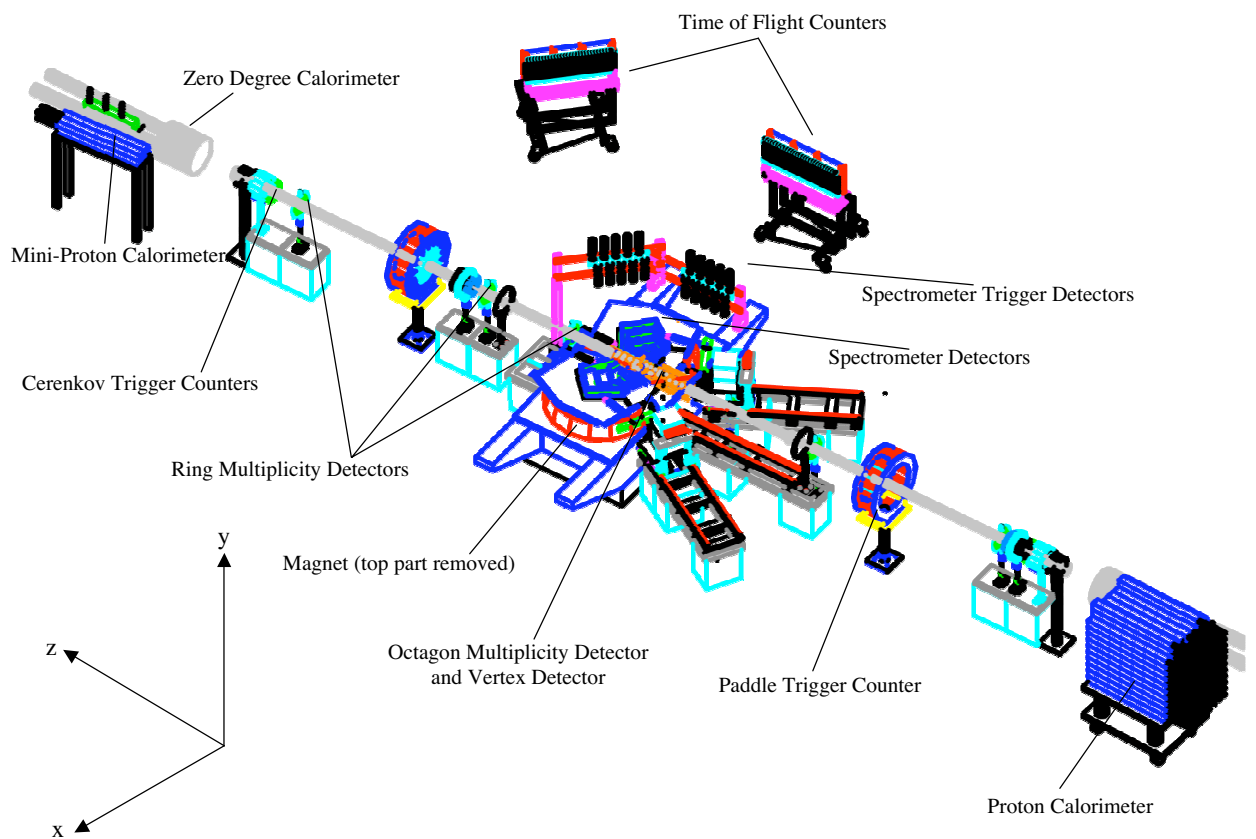 Time of Flight Counters
Zero Degree Calorimeter
Mini-Proton Calorimeter
Spectrometer Trigger Detectors
Spectrometer Detectors
Cerenkov Trigger Counters
Ring Multiplicity Detectors
Magnet (top part removed)
y
z
x
Octagon Multiplicity Detector
and Vertex Detector
Paddle Trigger Counter
Proton Calorimeter